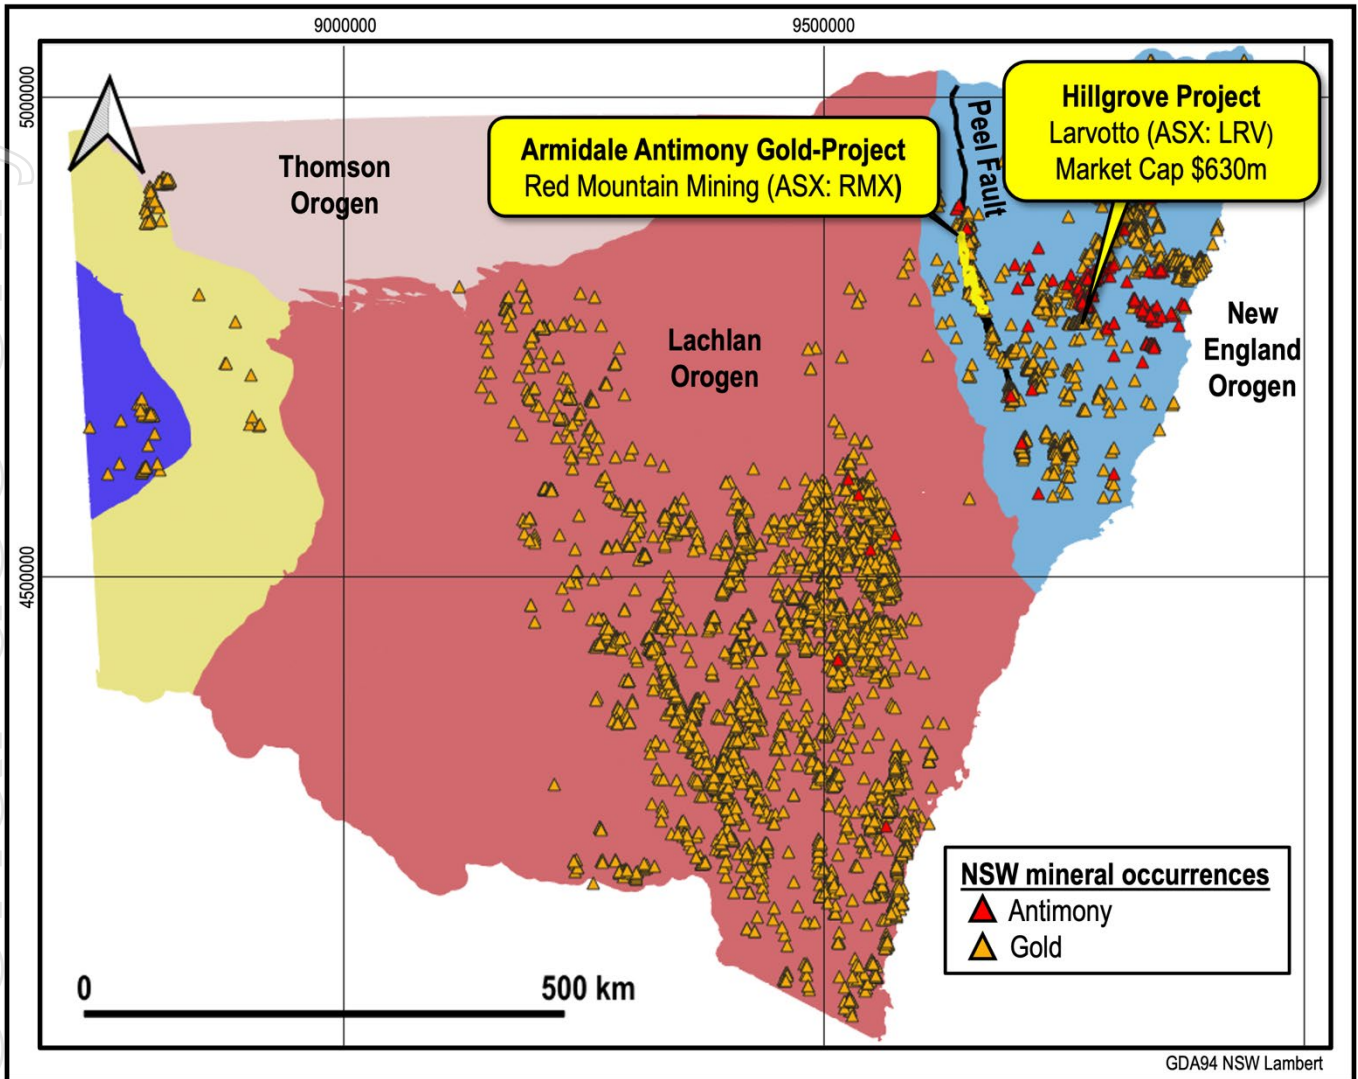 9000000
9500000
5000000
4500000
Thomson
Orogen
Armidale Antimony Gold-Project
Red Mountain Mining (ASX: RMX)
Peel Fault
Hillgrove Project
Larvotto (ASX: LRV)
Market Cap $630m
Lachlan
Orogen
New
England
Orogen
NSW mineral occurrences
Antimony
Gold
0
500 km
GDA94 NSW Lambert